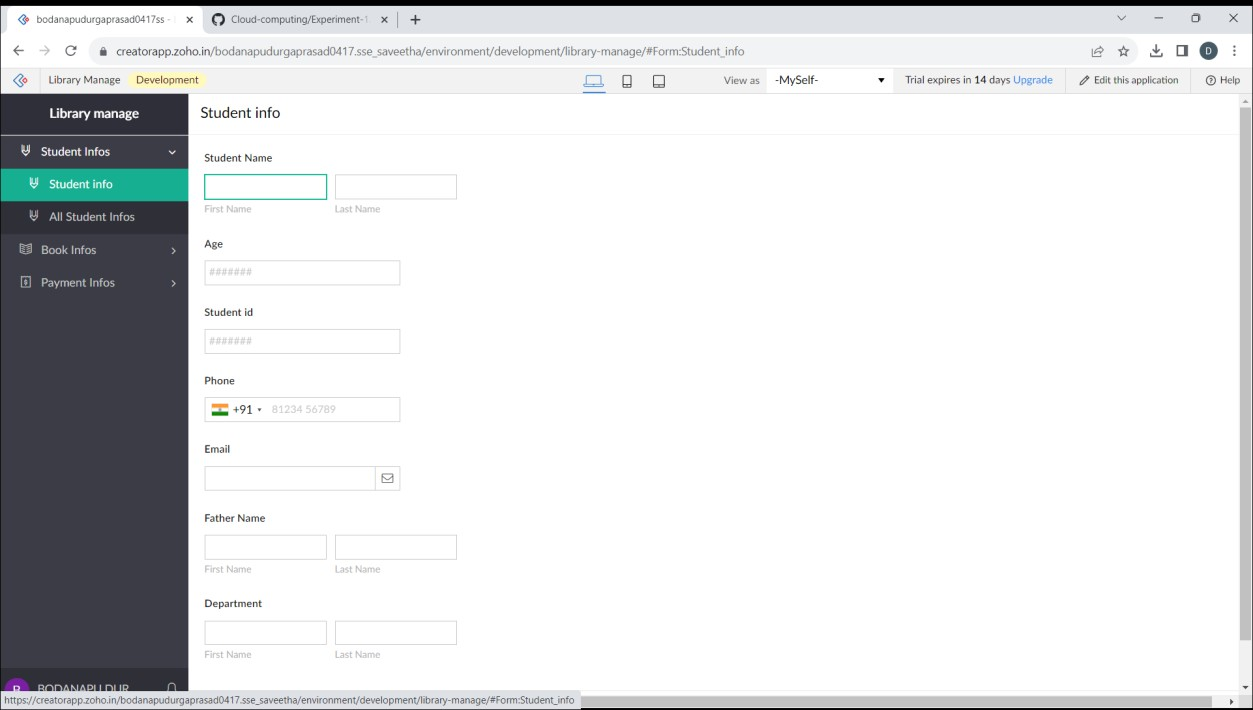 bodanapudurgaprasad0417ss -
Cloud-computing/Experiment-1
creatorapp.zoho.in/bodanapudurgaprasad0417.sse_saveetha/environment/development/library-manage/#Form:Student_info
D
Library Manage Development
View as -MySelf-
Trial expires in 14 days Upgrade
Edit this application
Help
Library manage
Student Infos
Student info
All Student Infos
Book Infos
Payment Infos
Student info
Student Name
First Name Last Name
Age
#######
Student id
#######
Phone
+91 81234 56789
Email
Father Name
First Name Last Name
Department
First Name Last Name
https://creatorapp.zoho.in/bodanapudurgaprasad0417.sse_saveetha/environment/development/library-manage/#Form:Student_info